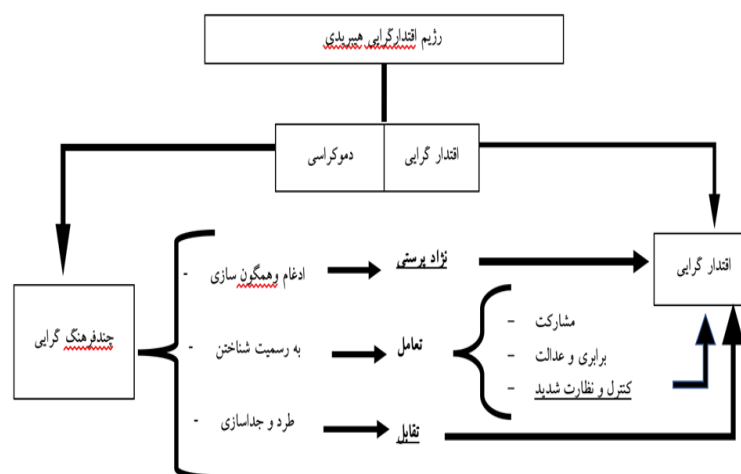 رژیم اقتدارگرایی هیبریدی
اقتدار گرایی
دموکراسی
اقتدار گرایی
چندفرهنگ گرایی
- ادغام وهمگون سازی
نژاد پرستی
- به رسمیت شناختن
تعامل
- مشارکت
- برابری و عدالت
- کنترل و نظارت شدید
- طرد و جداسازی
تقابل